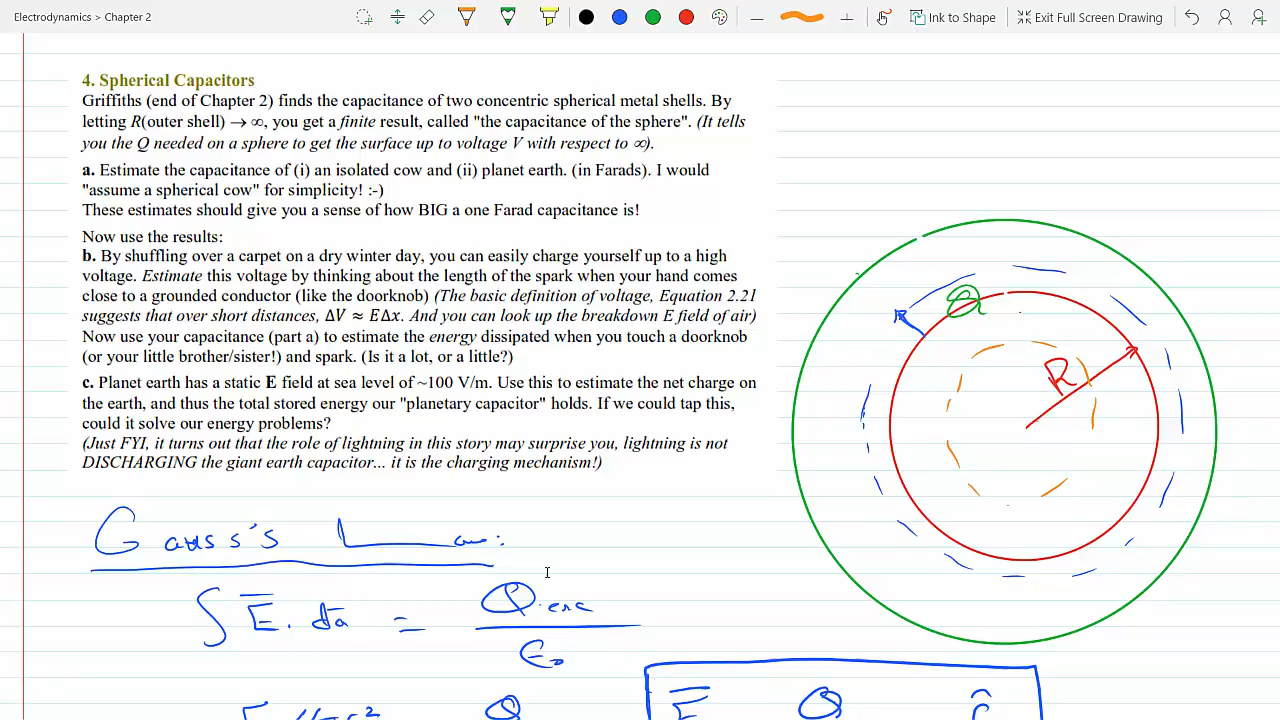 Electrodynamics > Chapter 2
Ink to Shape
Exit Full Screen Drawing
4. Spherical Capacitors
Griffiths (end of Chapter 2) finds the capacitance of two concentric spherical metal shells. By
letting R(outer shell) → ∞, you get a finite result, called "the capacitance of the sphere". (It tells
you the Q needed on a sphere to get the surface up to voltage V with respect to ∞).
a. Estimate the capacitance of (i) an isolated cow and (ii) planet earth. (in Farads). I would
"assume a spherical cow" for simplicity! :-)
These estimates should give you a sense of how BIG a one Farad capacitance is!
Now use the results:
b. By shuffling over a carpet on a dry winter day, you can easily charge yourself up to a high
voltage. Estimate this voltage by thinking about the length of the spark when your hand comes
close to a grounded conductor (like the doorknob) (The basic definition of voltage, Equation 2.21
suggests that over short distances, ΔV ≈ EΔx. And you can look up the breakdown E field of air)
Now use your capacitance (part a) to estimate the energy dissipated when you touch a doorknob
(or your little brother/sister!) and spark. (Is it a lot, or a little?)
c. Planet earth has a static E field at sea level of ~100 V/m. Use this to estimate the net charge on
the earth, and thus the total stored energy our "planetary capacitor" holds. If we could tap this,
could it solve our energy problems?
(Just FYI, it turns out that the role of lightning in this story may surprise you, lightning is not
DISCHARGING the giant earth capacitor... it is the charging mechanism!)
Q
R
Gauss's Law:
∫ E̅ . da̅ = Q enc / ε₀
E 4πr² Q
E̅ Q r̂